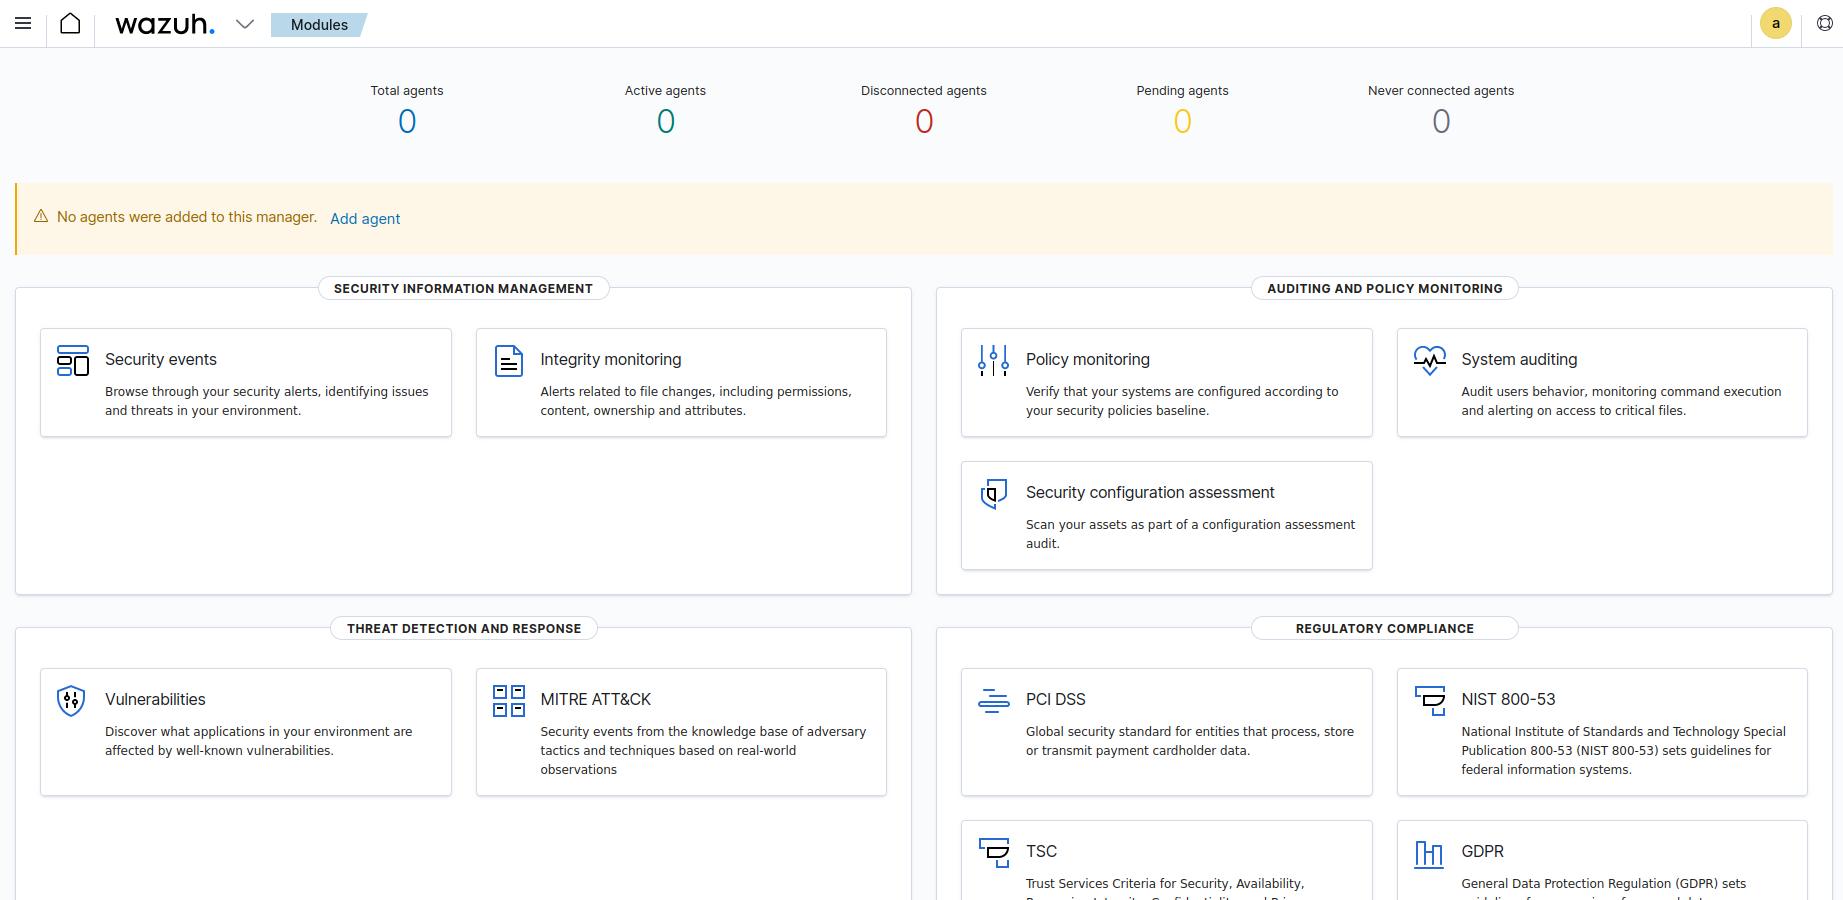 wazuh.
Modules
a
Total agents
0
Active agents
0
Disconnected agents
0
Pending agents
0
Never connected agents
0
No agents were added to this manager. Add agent
SECURITY INFORMATION MANAGEMENT
Security events
Browse through your security alerts, identifying issues
and threats in your environment.
Integrity monitoring
Alerts related to file changes, including permissions,
content, ownership and attributes.
AUDITING AND POLICY MONITORING
Policy monitoring
Verify that your systems are configured according to
your security policies baseline.
System auditing
Audit users behavior, monitoring command execution
and alerting on access to critical files.
Security configuration assessment
Scan your assets as part of a configuration assessment
audit.
THREAT DETECTION AND RESPONSE
Vulnerabilities
Discover what applications in your environment are
affected by well-known vulnerabilities.
MITRE ATT&CK
Security events from the knowledge base of adversary
tactics and techniques based on real-world
observations
REGULATORY COMPLIANCE
PCI DSS
Global security standard for entities that process, store
or transmit payment cardholder data.
NIST 800-53
National Institute of Standards and Technology Special
Publication 800-53 (NIST 800-53) sets guidelines for
federal information systems.
TSC
Trust Services Criteria for Security, Availability,
GDPR
General Data Protection Regulation (GDPR) sets